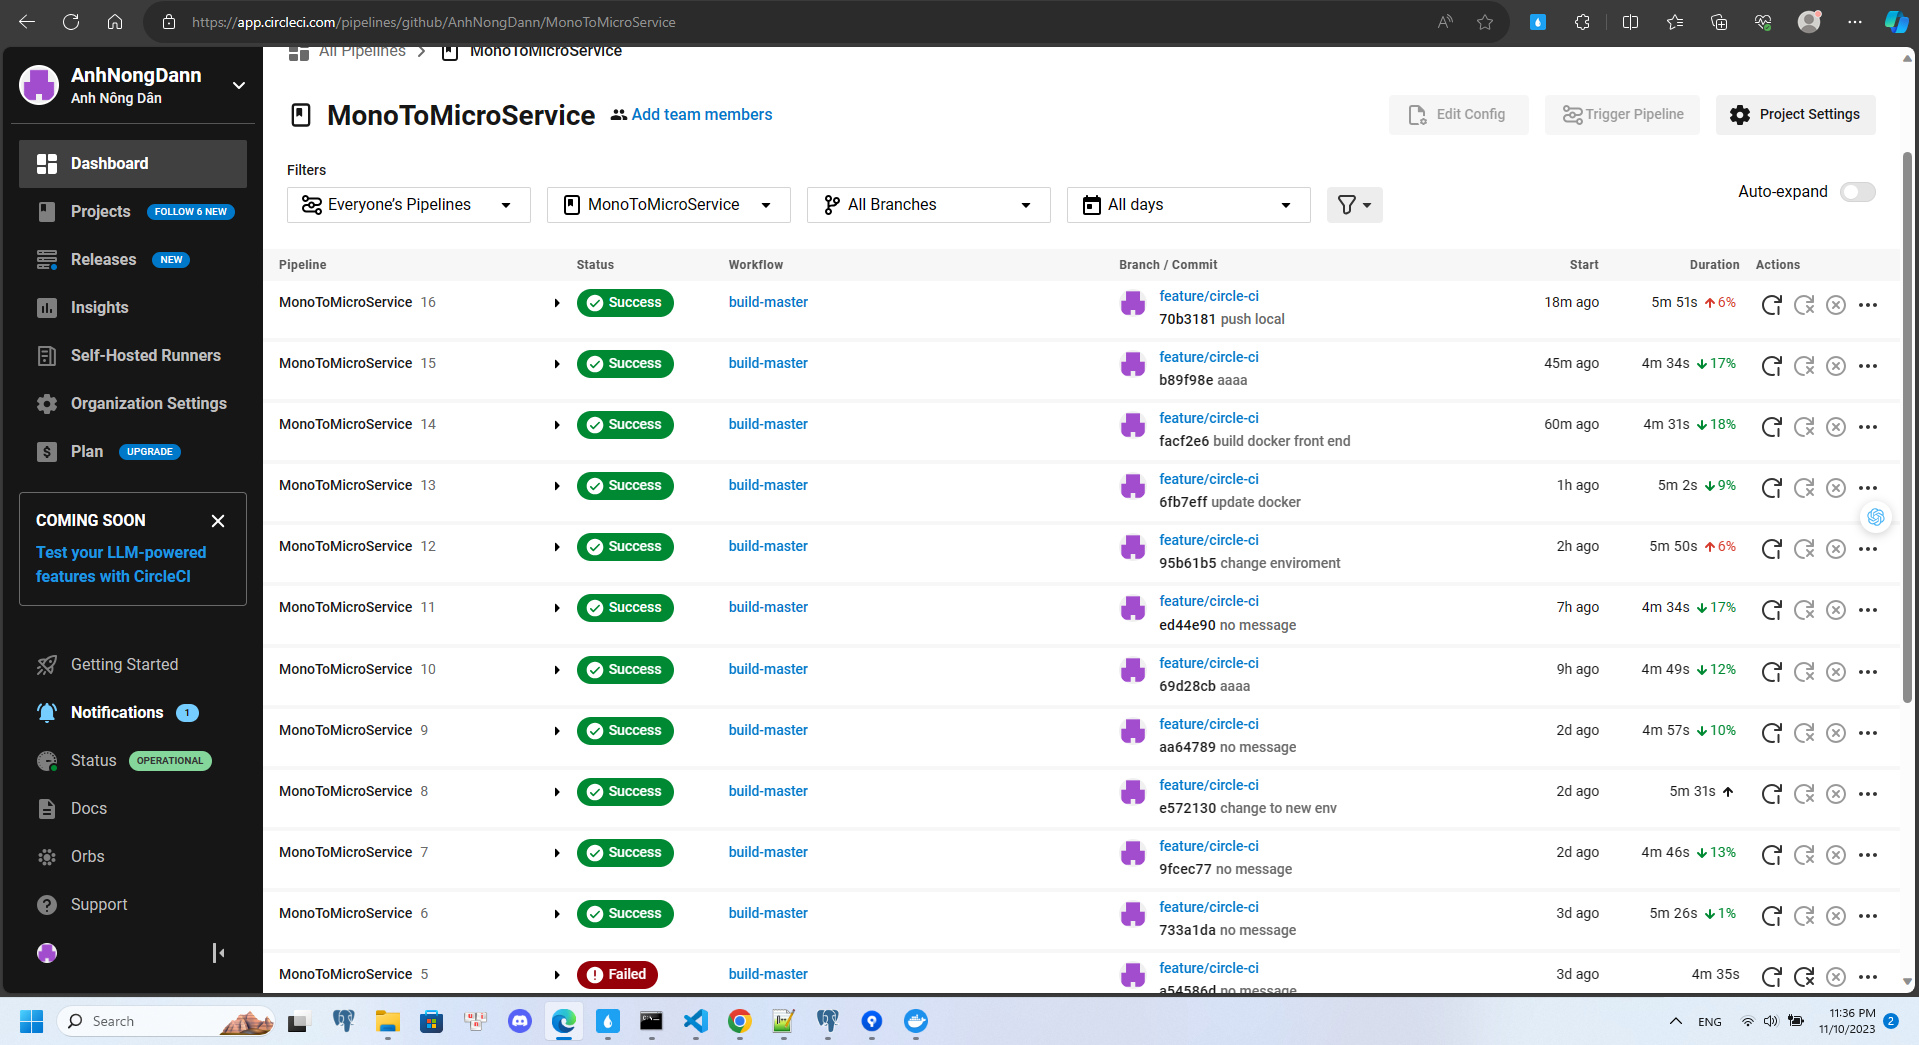 https://app.circleci.com/pipelines/github/AnhNongDann/MonoToMicroService
AnhNongDann
Anh Nông Dân
Dashboard
Projects FOLLOW 6 NEW
Releases NEW
Insights
Self-Hosted Runners
Organization Settings
Plan UPGRADE
COMING SOON
Test your LLM-powered
features with CircleCI
Getting Started
Notifications 1
Status OPERATIONAL
Docs
Orbs
Support
All Pipelines MonoToMicroService
MonoToMicroService Add team members
Edit Config Trigger Pipeline Project Settings
Filters
Everyone's Pipelines MonoToMicroService All Branches All days
Auto-expand
Pipeline Status Workflow Branch / Commit Start Duration Actions
MonoToMicroService 16 Success build-master feature/circle-ci 18m ago 5m 51s 6%
70b3181 push local
MonoToMicroService 15 Success build-master feature/circle-ci 45m ago 4m 34s 17%
b89f98e aaaa
MonoToMicroService 14 Success build-master feature/circle-ci 60m ago 4m 31s 18%
facf2e6 build docker front end
MonoToMicroService 13 Success build-master feature/circle-ci 1h ago 5m 2s 9%
6fb7eff update docker
MonoToMicroService 12 Success build-master feature/circle-ci 2h ago 5m 50s 6%
95b61b5 change enviroment
MonoToMicroService 11 Success build-master feature/circle-ci 7h ago 4m 34s 17%
ed44e90 no message
MonoToMicroService 10 Success build-master feature/circle-ci 9h ago 4m 49s 12%
69d28cb aaaa
MonoToMicroService 9 Success build-master feature/circle-ci 2d ago 4m 57s 10%
aa64789 no message
MonoToMicroService 8 Success build-master feature/circle-ci 2d ago 5m 31s
e572130 change to new env
MonoToMicroService 7 Success build-master feature/circle-ci 2d ago 4m 46s 13%
9fcec77 no message
MonoToMicroService 6 Success build-master feature/circle-ci 3d ago 5m 26s 1%
733a1da no message
MonoToMicroService 5 Failed build-master feature/circle-ci 3d ago 4m 35s
a54586d no message
Search
ENG
11:36 PM
11/10/2023
2